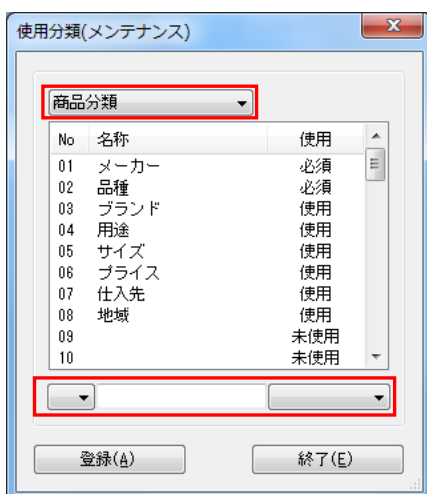 使用分類(メンテナンス)
商品分類
No 名称 使用
01 メーカー 必須
02 品種 必須
03 ブランド 使用
04 用途 使用
05 サイズ 使用
06 プライス 使用
07 仕入先 使用
08 地域 使用
09 未使用
10 未使用
登録(A) 終了(E)